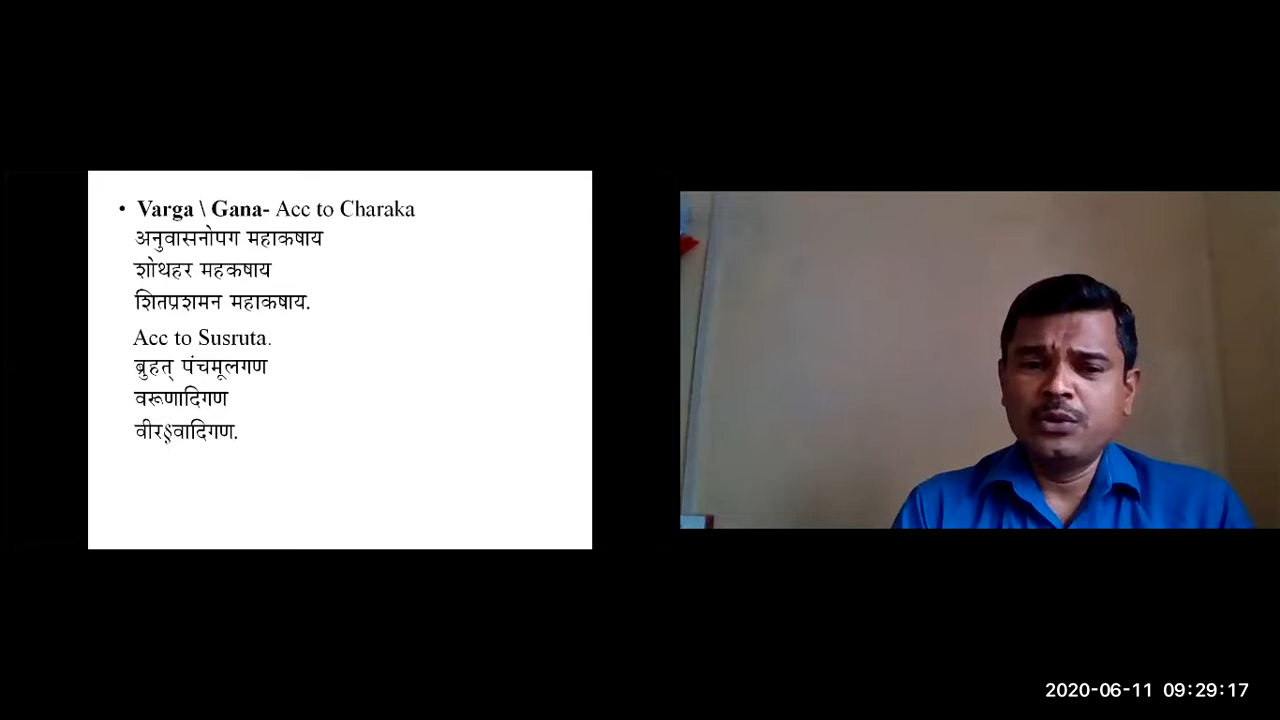 • Varga \ Gana- Acc to Charaka
अनुवासनोपग महाकषाय
शोथहर महकषाय
शितप्रशमन महाकषाय.
Acc to Susruta.
ब्रुहत् पंचमूलगण
वरूणादिगण
वीर§वादिगण.
2020-06-11 09:29:17